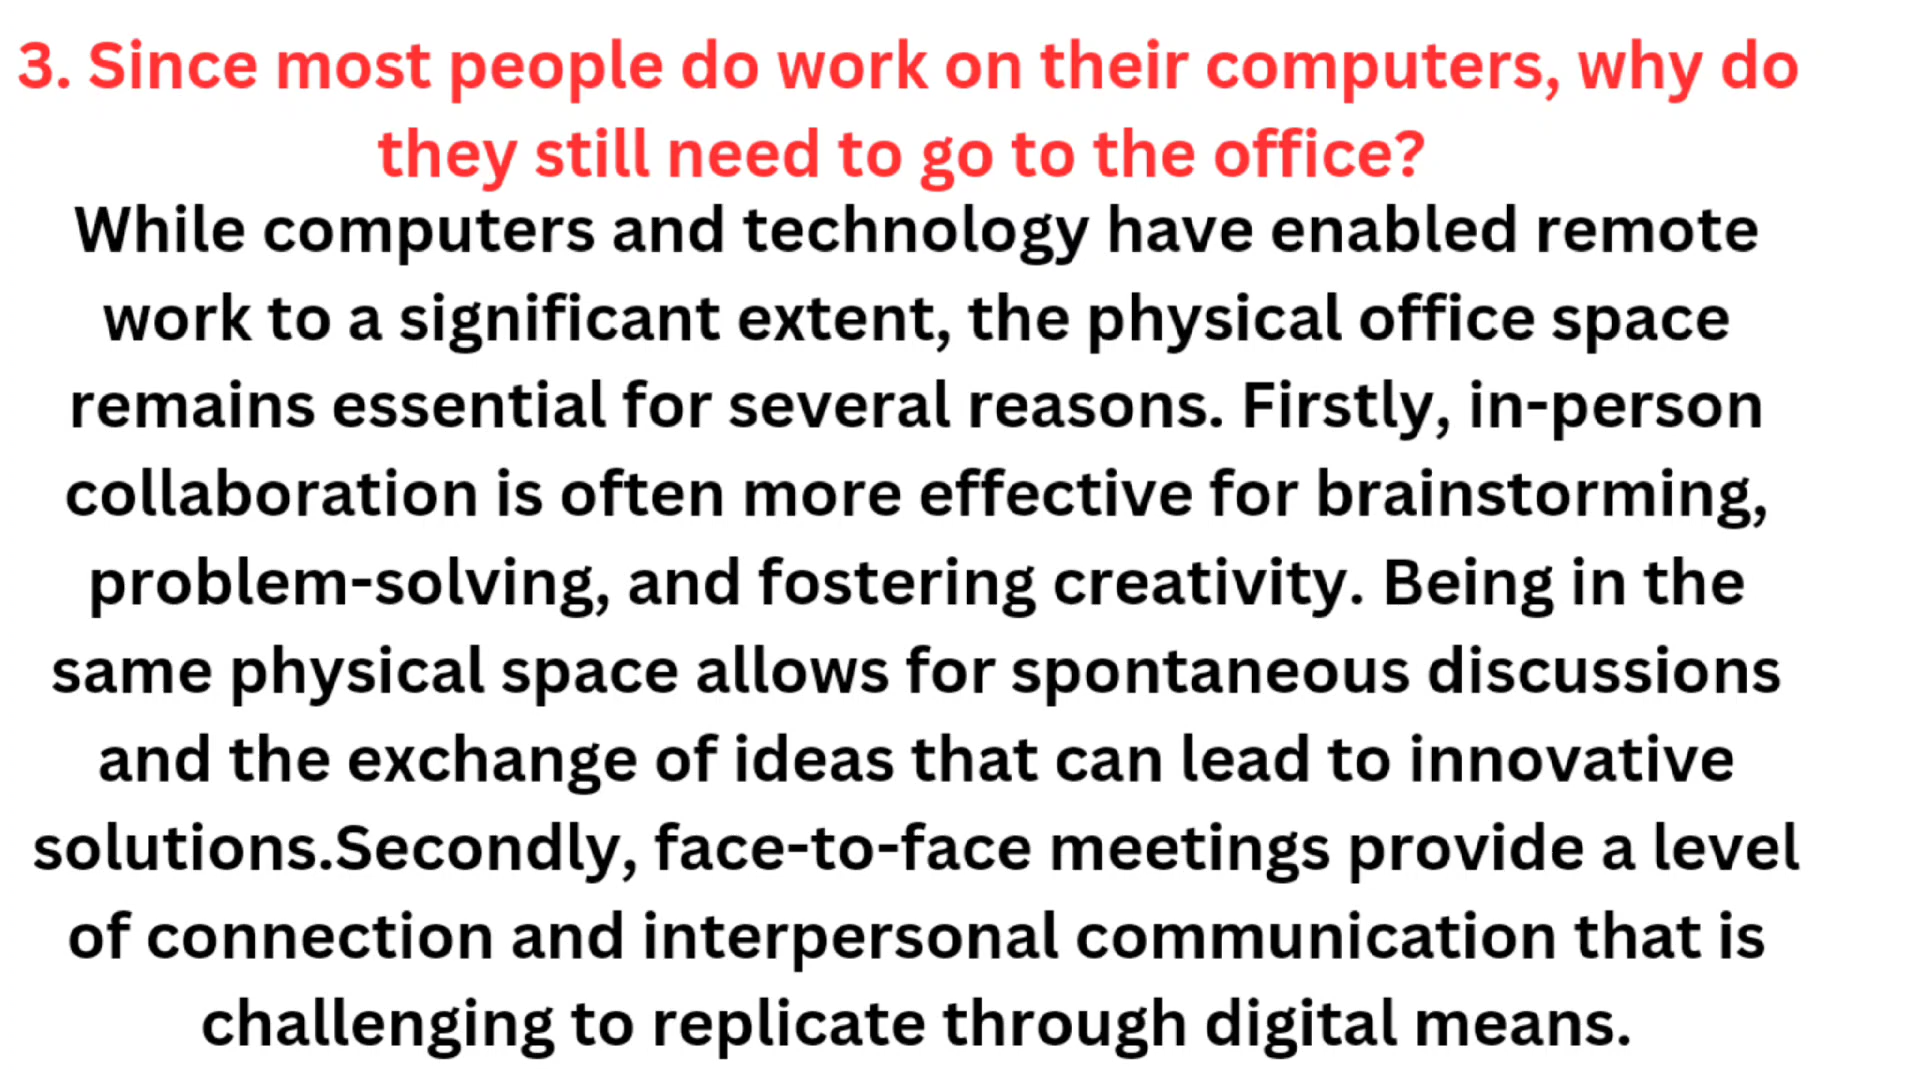 3. Since most people do work on their computers, why do
they still need to go to the office?
While computers and technology have enabled remote
work to a significant extent, the physical office space
remains essential for several reasons. Firstly, in-person
collaboration is often more effective for brainstorming,
problem-solving, and fostering creativity. Being in the
same physical space allows for spontaneous discussions
and the exchange of ideas that can lead to innovative
solutions.Secondly, face-to-face meetings provide a level
of connection and interpersonal communication that is
challenging to replicate through digital means.